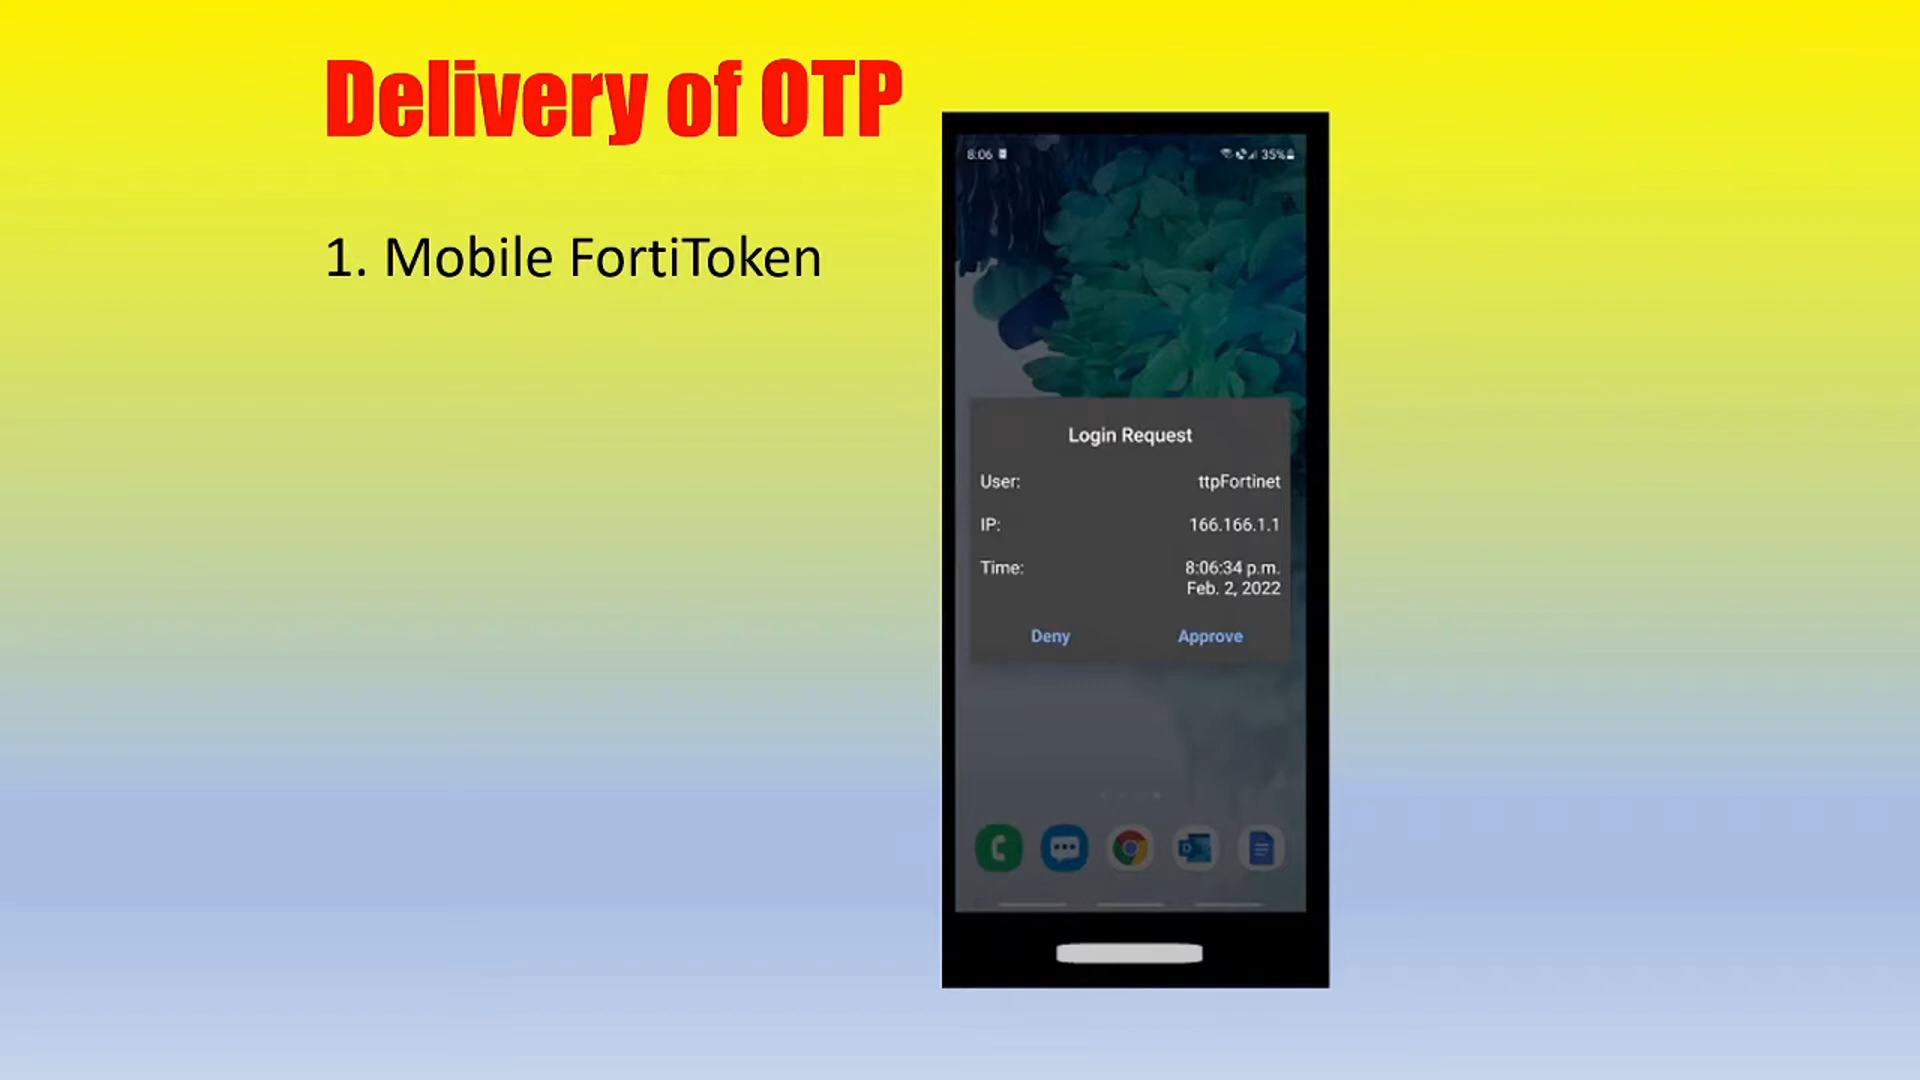 Delivery of OTP
1. Mobile FortiToken
8:06 35%
Login Request
User: ttpFortinet
IP: 166.166.1.1
Time: 8:06:34 p.m.
Feb. 2, 2022
Deny Approve